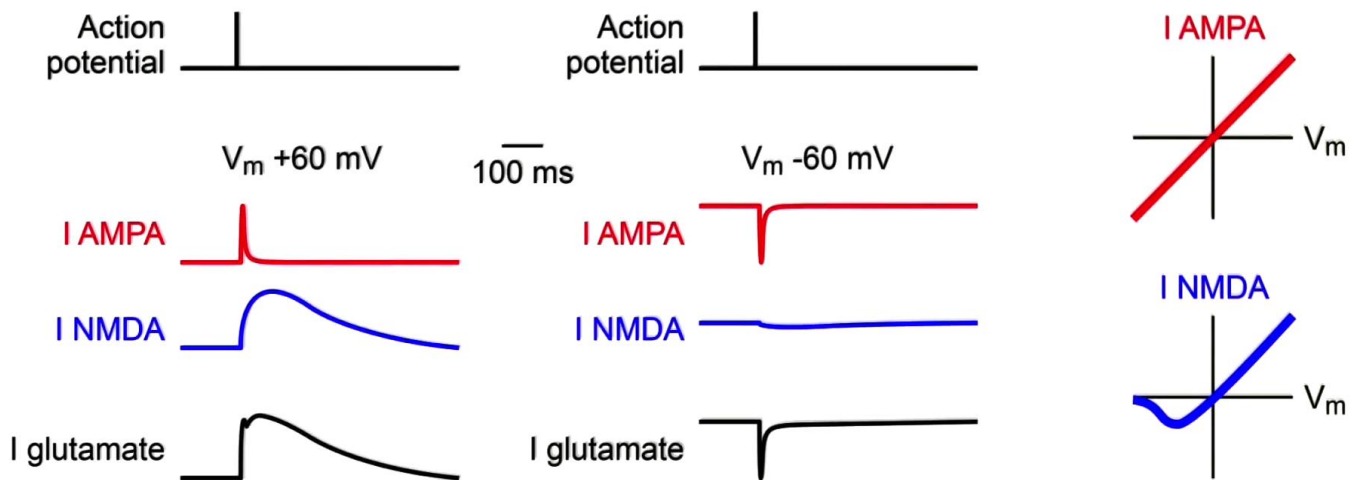 Action
potential
V_m +60 mV
I AMPA
I NMDA
I glutamate
100 ms
Action
potential
V_m -60 mV
I AMPA
I NMDA
I glutamate
I AMPA
V_m
I NMDA
V_m